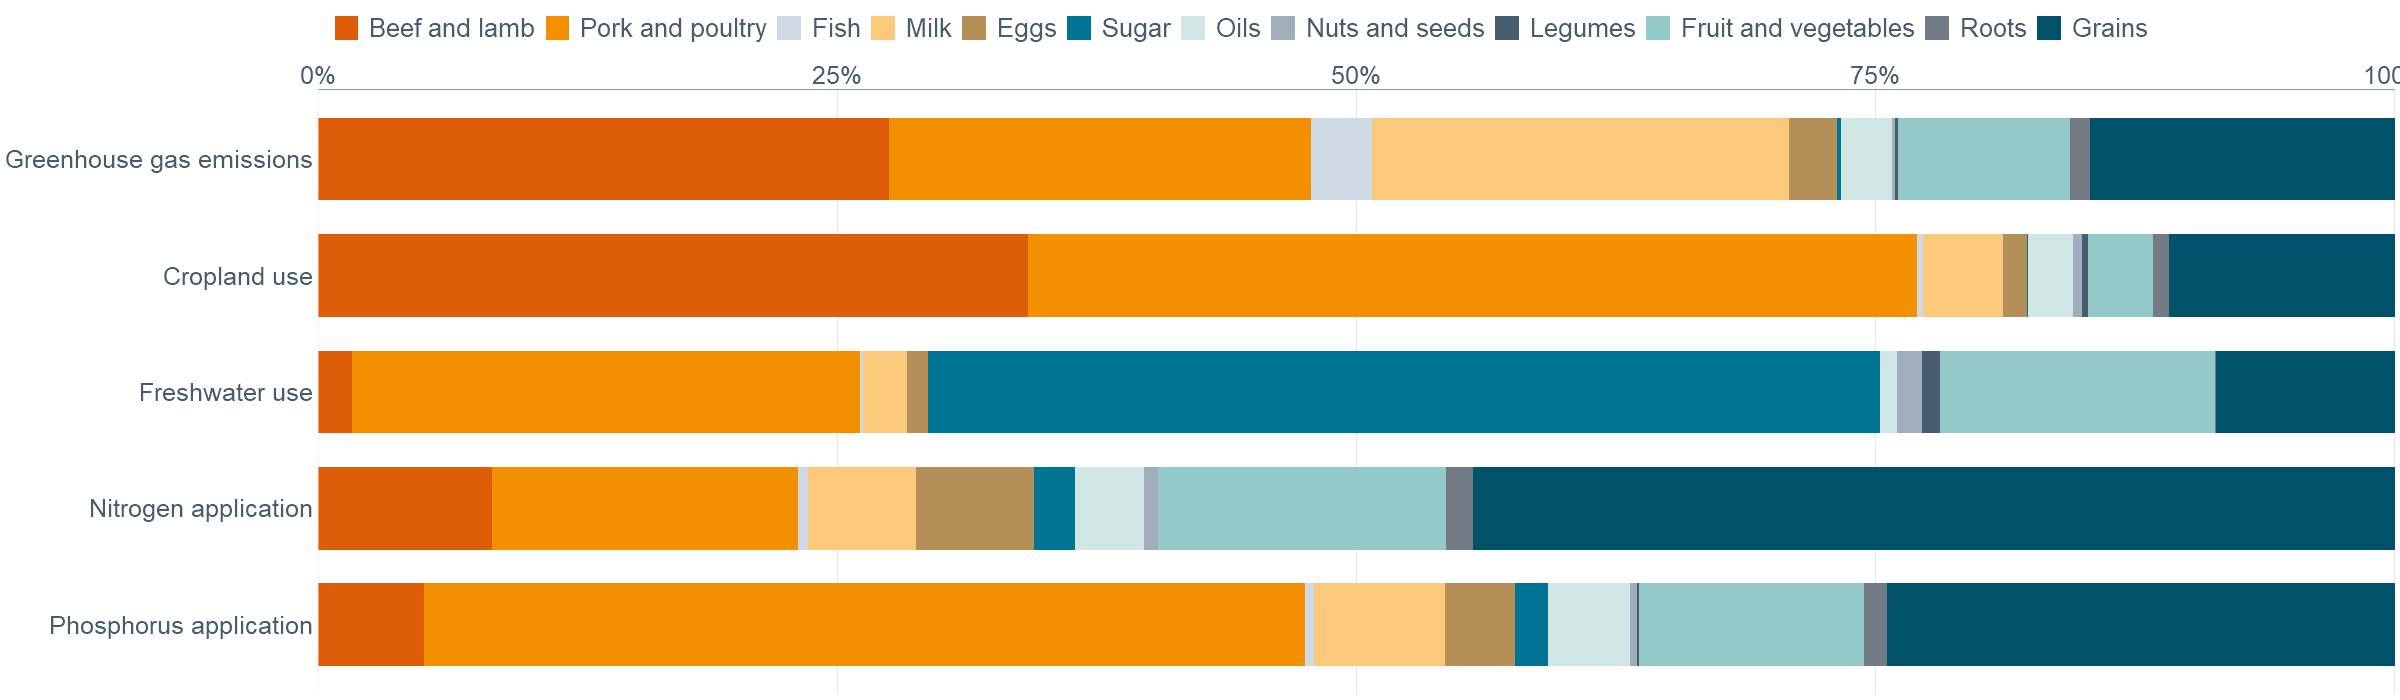 Beef and lamb Pork and poultry Fish Milk Eggs Sugar Oils Nuts and seeds Legumes Fruit and vegetables Roots Grains
0% 25% 50% 75% 100
Greenhouse gas emissions
Cropland use
Freshwater use
Nitrogen application
Phosphorus application